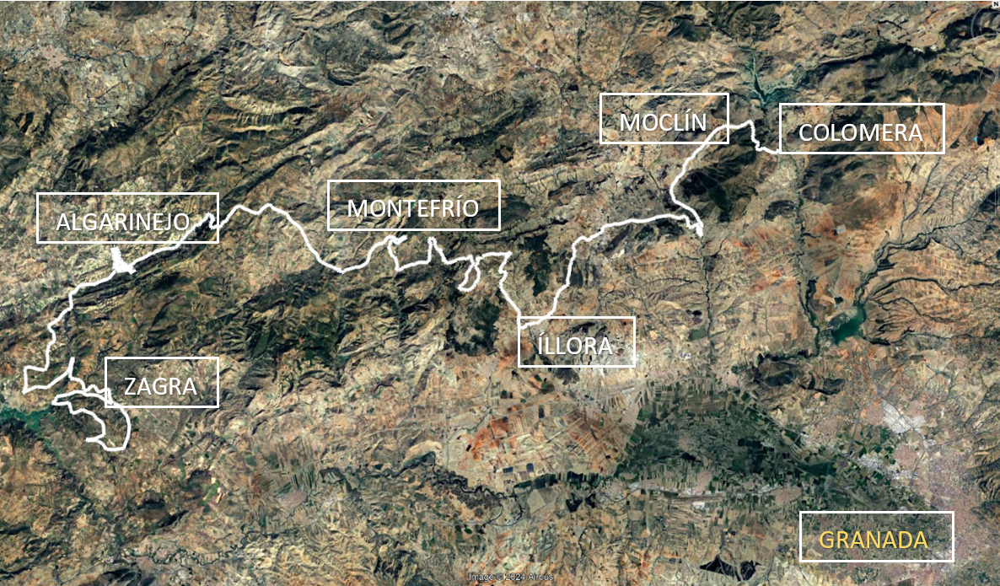 N
MOCLÍN
COLOMERA
MONTEFRÍO
ALGARINEJO
ÍLLORA
ZAGRA
GRANADA
Image © 2024 Airbus